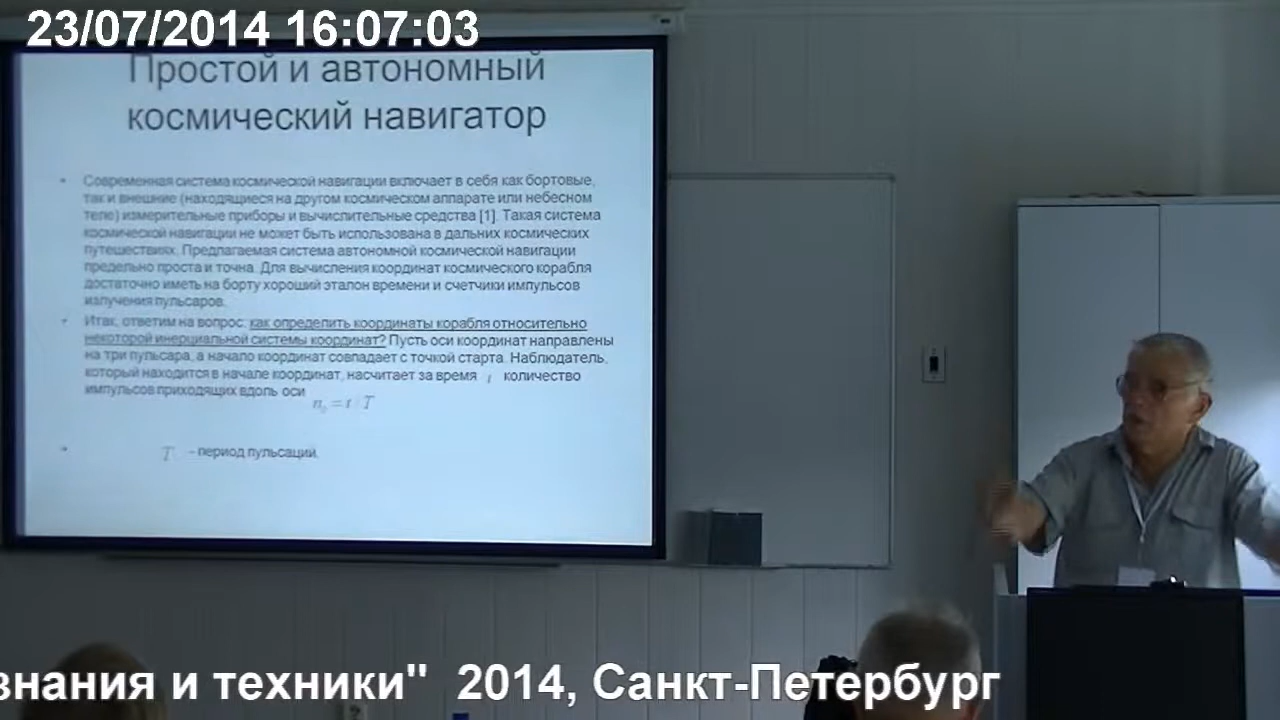 23/07/2014 16:07:03
Простой и автономный
космический навигатор
• Современная система космической навигации включает в себя как бортовые,
так и внешние (находящиеся на другом космическом аппарате или небесном
телю) измерительные приборы и вычислительные средства [1]. Такая система
космической навигации не может быть использована в дальних космических
путешествиях. Предлагаемая система автономной космической навигации
предельно проста и точна. Для вычисления координат космического корабля
достаточно иметь на борту хороший эталон времени и счетчики импульсов
излучения пульсаров.
• Итак, ответим на вопрос: как определить координаты корабля относительно
некоторой инерциальной системы координат? Пусть оси координат направлены
на три пульсара, а начало координат совпадает с точкой старта. Наблюдатель,
который находится в начале координат, насчитает за время t количество
импульсов приходящих вдоль оси
n₀ = t / T
• T - период пульсаций.
знания и техники" 2014, Санкт-Петербург